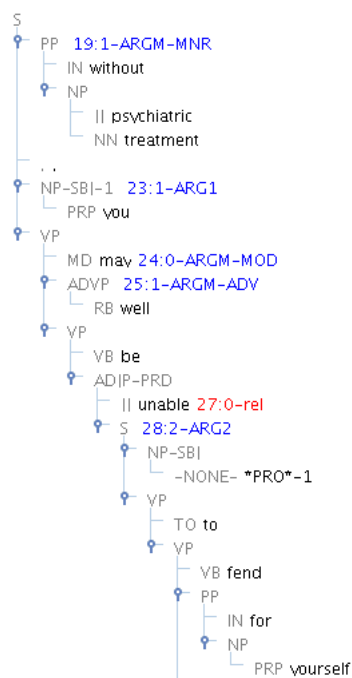 S
PP 19:1-ARGM-MNR
IN without
NP
JJ psychiatric
NN treatment
, ,
NP-SBJ-1 23:1-ARG1
PRP you
VP
MD may 24:0-ARGM-MOD
ADVP 25:1-ARGM-ADV
RB well
VP
VB be
ADJP-PRD
JJ unable 27:0-rel
S 28:2-ARG2
NP-SBJ
-NONE- *PRO*-1
VP
TO to
VP
VB fend
PP
IN for
NP
PRP yourself